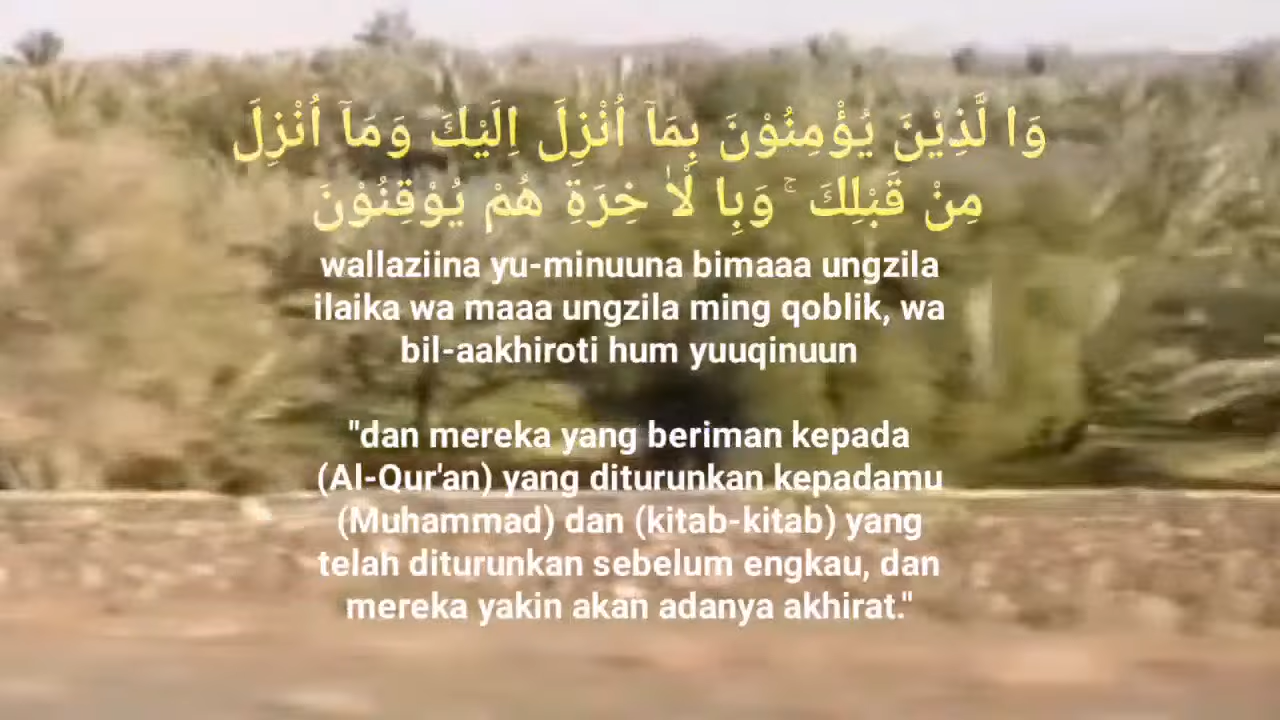 وَا لَّذِيْنَ يُؤْمِنُوْنَ بِمَاۤ اُنْزِلَ اِلَيْكَ وَمَاۤ اُنْزِلَ
مِنْ قَبْلِكَ ۚ وَبِا لْاٰ خِرَةِ هُمْ يُوْقِنُوْنَ
wallaziina yu-minuuna bimaaa ungzila
ilaika wa maaa ungzila ming qoblik, wa
bil-aakhiroti hum yuuqinuun
"dan mereka yang beriman kepada
(Al-Qur'an) yang diturunkan kepadamu
(Muhammad) dan (kitab-kitab) yang
telah diturunkan sebelum engkau, dan
mereka yakin akan adanya akhirat."